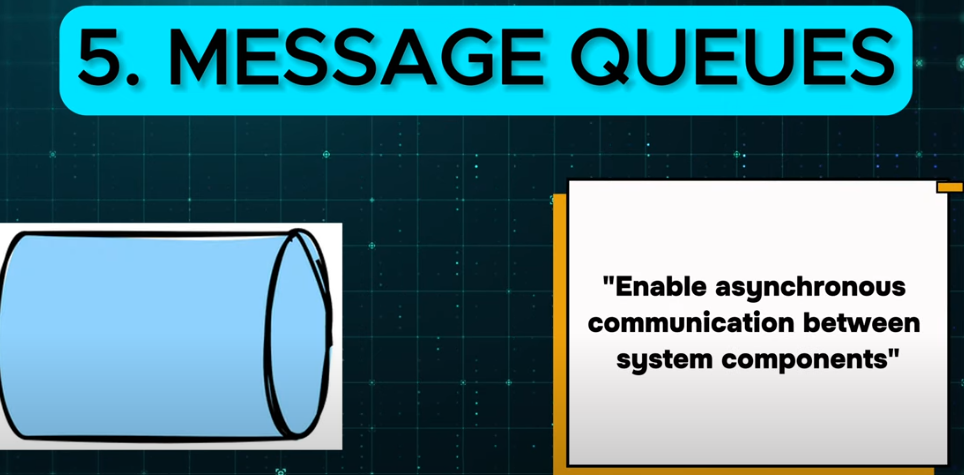 5. MESSAGE QUEUES
"Enable asynchronous
communication between
system components"